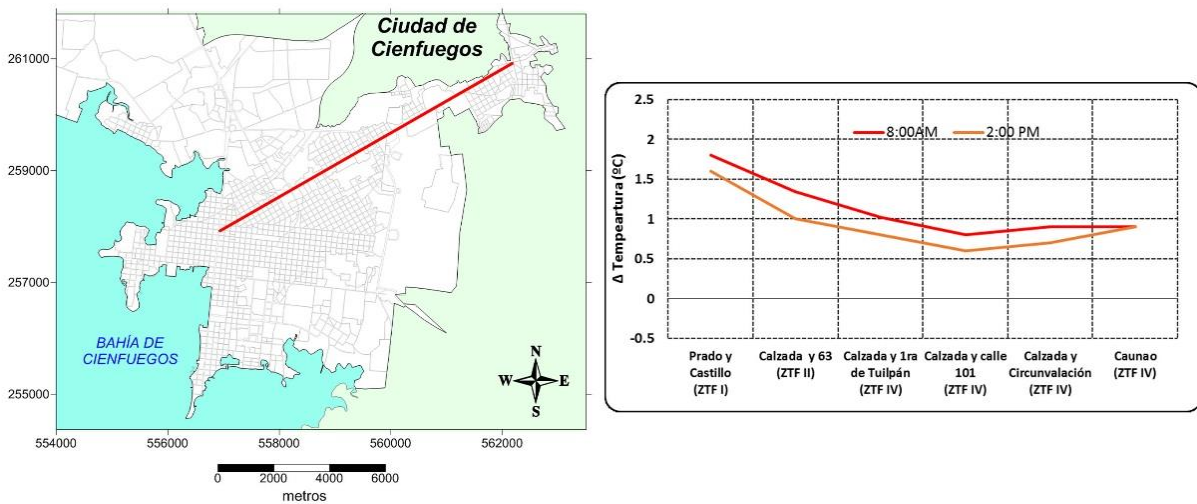 Ciudad de
Cienfuegos
261000
259000
257000
255000
BAHÍA DE
CIENFUEGOS
N
W E
S
554000 556000 558000 560000 562000
0 2000 4000 6000
metros
2.5
2
1.5
1
0.5
0
-0.5
Δ Tempeartura (ºC)
8:00AM 2:00 PM
Prado y
Castillo
(ZTF I)
Calzada y 63
(ZTF II)
Calzada y 1ra
de Tuilpán
(ZTF IV)
Calzada y calle
101
(ZTF IV)
Calzada y
Circunvalación
(ZTF IV)
Caunao
(ZTF IV)